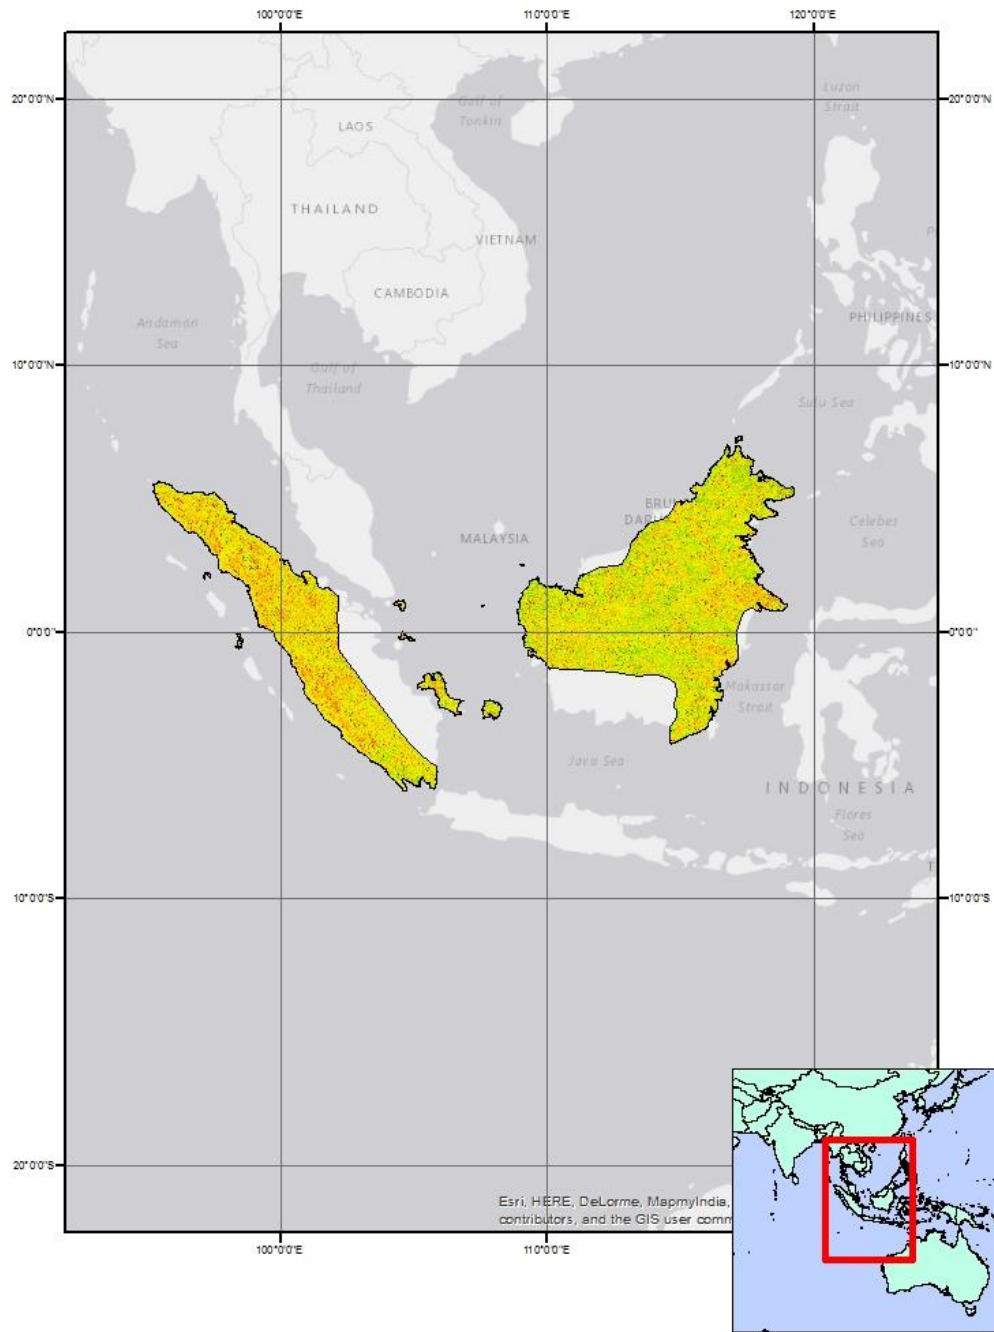 100°0'0"E 110°0'0"E 120°0'0"E
20°0'0"N 20°0'0"N
Luzon
Strait
Gulf of
Tonkin
LAOS
THAILAND
VIETNAM
CAMBODIA
PHILIPPINES
Andaman
Sea
10°0'0"N 10°0'0"N
Gulf of
Thailand
Sulu Sea
MALAYSIA
Celebes
Sea
0°0'0" 0°0'0"
Makassar
Strait
Java Sea
INDONESIA
Flores
Sea
10°0'0"S 10°0'0"S
20°0'0"S
Esri, HERE, DeLorme, MapmyIndia,
contributors, and the GIS user comm
100°0'0"E 110°0'0"E